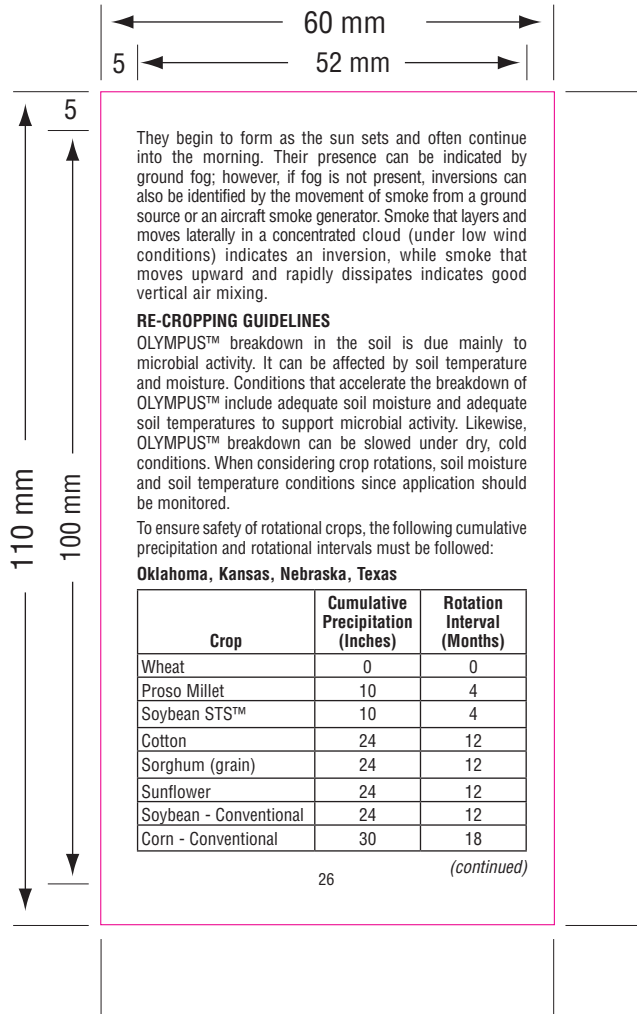 60 mm
5 52 mm
5
110 mm
100 mm
They begin to form as the sun sets and often continue
into the morning. Their presence can be indicated by
ground fog; however, if fog is not present, inversions can
also be identified by the movement of smoke from a ground
source or an aircraft smoke generator. Smoke that layers and
moves laterally in a concentrated cloud (under low wind
conditions) indicates an inversion, while smoke that
moves upward and rapidly dissipates indicates good
vertical air mixing.
RE-CROPPING GUIDELINES
OLYMPUS™ breakdown in the soil is due mainly to
microbial activity. It can be affected by soil temperature
and moisture. Conditions that accelerate the breakdown of
OLYMPUS™ include adequate soil moisture and adequate
soil temperatures to support microbial activity. Likewise,
OLYMPUS™ breakdown can be slowed under dry, cold
conditions. When considering crop rotations, soil moisture
and soil temperature conditions since application should
be monitored.
To ensure safety of rotational crops, the following cumulative
precipitation and rotational intervals must be followed:
Oklahoma, Kansas, Nebraska, Texas
Cumulative Rotation
Precipitation Interval
Crop (Inches) (Months)
Wheat 0 0
Proso Millet 10 4
Soybean STS™ 10 4
Cotton 24 12
Sorghum (grain) 24 12
Sunflower 24 12
Soybean - Conventional 24 12
Corn - Conventional 30 18
(continued)
26